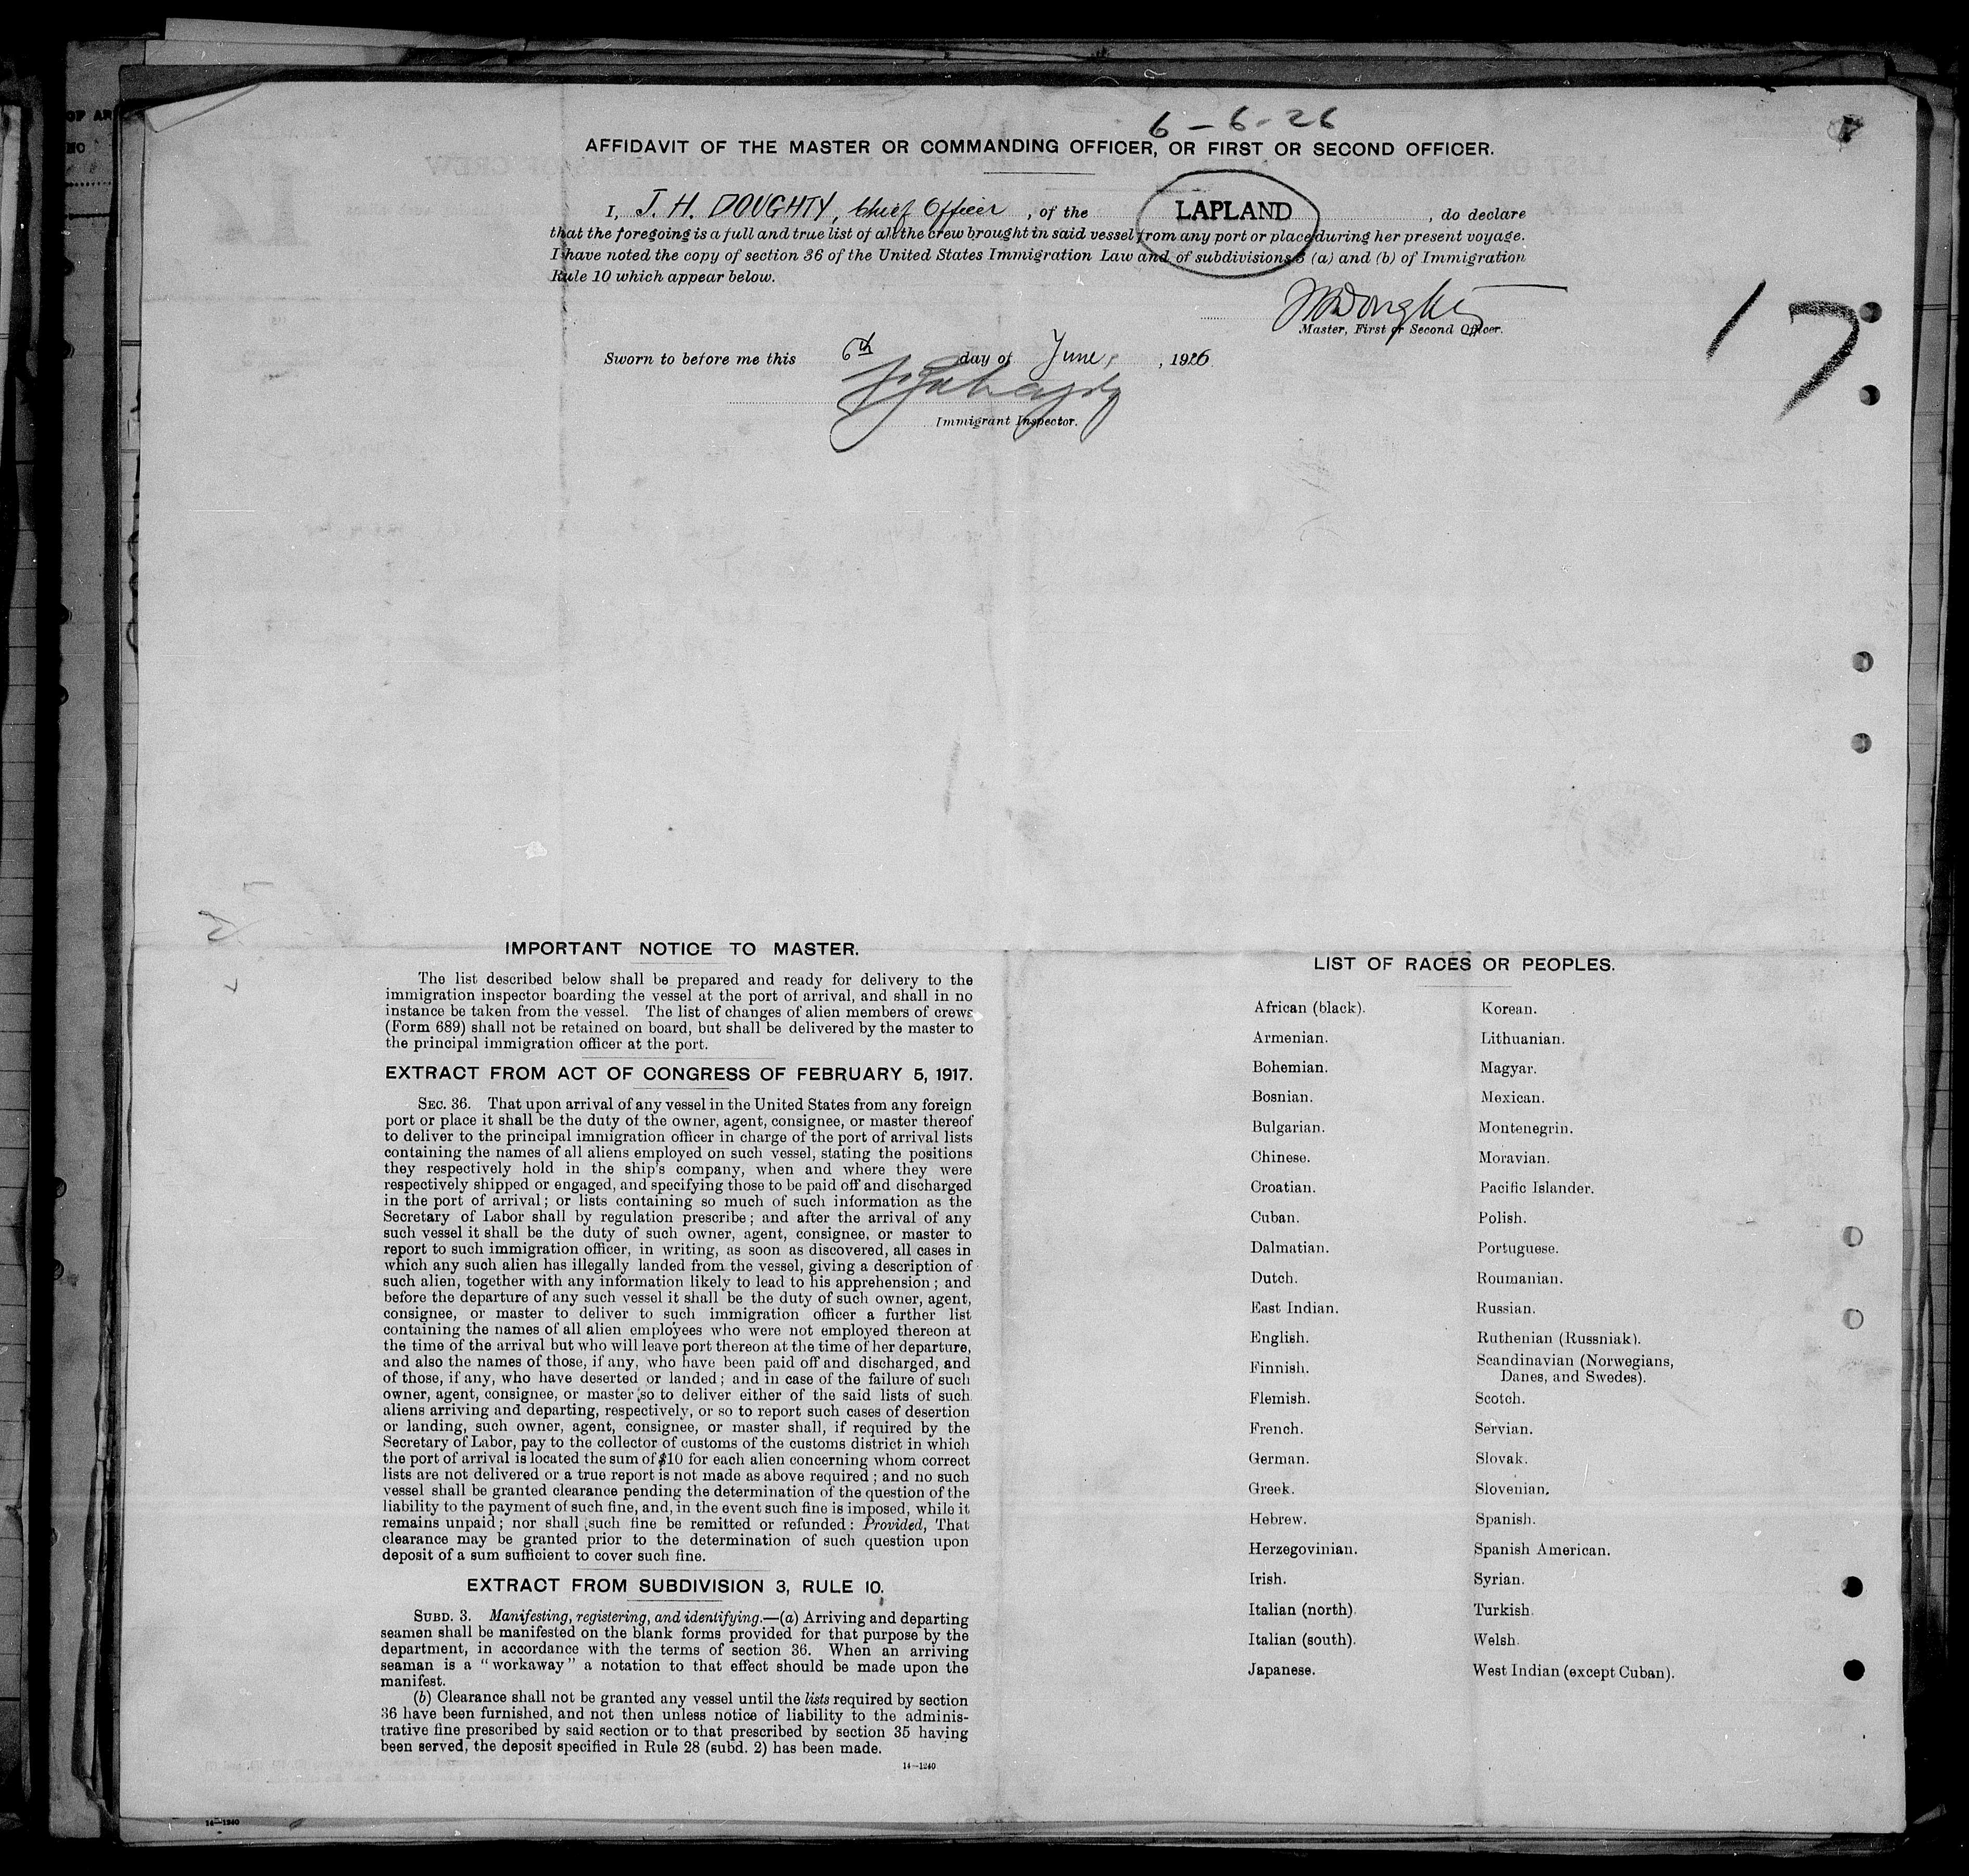 6-6-26
AFFIDAVIT OF THE MASTER OR COMMANDING OFFICER, OR FIRST OR SECOND OFFICER.
I, J. H. DOUGHTY, Chief Officer, of the LAPLAND, do declare
that the foregoing is a full and true list of all the crew brought in said vessel from any port or place during her present voyage.
I have noted the copy of section 36 of the United States Immigration Law and of subdivisions 3 (a) and (b) of Immigration
Rule 10 which appear below.
JHDoughty
Master, First or Second Officer.
17
Sworn to before me this 6th day of June, 1926.
Immigrant Inspector.
IMPORTANT NOTICE TO MASTER.
The list described below shall be prepared and ready for delivery to the
immigration inspector boarding the vessel at the port of arrival, and shall in no
instance be taken from the vessel. The list of changes of alien members of crews
(Form 689) shall not be retained on board, but shall be delivered by the master to
the principal immigration officer at the port.
EXTRACT FROM ACT OF CONGRESS OF FEBRUARY 5, 1917.
SEC. 36. That upon arrival of any vessel in the United States from any foreign
port or place it shall be the duty of the owner, agent, consignee, or master thereof
to deliver to the principal immigration officer in charge of the port of arrival lists
containing the names of all aliens employed on such vessel, stating the positions
they respectively hold in the ship's company, when and where they were
respectively shipped or engaged, and specifying those to be paid off and discharged
in the port of arrival; or lists containing so much of such information as the
Secretary of Labor shall by regulation prescribe; and after the arrival of any
such vessel it shall be the duty of such owner, agent, consignee, or master to
report to such immigration officer, in writing, as soon as discovered, all cases in
which any such alien has illegally landed from the vessel, giving a description of
such alien, together with any information likely to lead to his apprehension; and
before the departure of any such vessel it shall be the duty of such owner, agent,
consignee, or master to deliver to such immigration officer a further list
containing the names of all alien employees who were not employed thereon at
the time of the arrival but who will leave port thereon at the time of her departure,
and also the names of those, if any, who have been paid off and discharged, and
of those, if any, who have deserted or landed; and in case of the failure of such
owner, agent, consignee, or master so to deliver either of the said lists of such
aliens arriving and departing, respectively, or so to report such cases of desertion
or landing, such owner, agent, consignee, or master shall, if required by the
Secretary of Labor, pay to the collector of customs of the customs district in which
the port of arrival is located the sum of $10 for each alien concerning whom correct
lists are not delivered or a true report is not made as above required; and no such
vessel shall be granted clearance pending the determination of the question of the
liability to the payment of such fine, and, in the event such fine is imposed, while it
remains unpaid; nor shall such fine be remitted or refunded: Provided, That
clearance may be granted prior to the determination of such question upon
deposit of a sum sufficient to cover such fine.
EXTRACT FROM SUBDIVISION 3, RULE 10.
SUBD. 3. Manifesting, registering, and identifying.—(a) Arriving and departing
seamen shall be manifested on the blank forms provided for that purpose by the
department, in accordance with the terms of section 36. When an arriving
seaman is a "workaway" a notation to that effect should be made upon the
manifest.
(b) Clearance shall not be granted any vessel until the lists required by section
36 have been furnished, and not then unless notice of liability to the adminis-
trative fine prescribed by said section or to that prescribed by section 35 having
been served, the deposit specified in Rule 28 (subd. 2) has been made.
14—1240
LIST OF RACES OR PEOPLES.
African (black).
Armenian.
Bohemian.
Bosnian.
Bulgarian.
Chinese.
Croatian.
Cuban.
Dalmatian.
Dutch.
East Indian.
English.
Finnish.
Flemish.
French.
German.
Greek.
Hebrew.
Herzegovinian.
Irish.
Italian (north).
Italian (south).
Japanese.
Korean.
Lithuanian.
Magyar.
Mexican.
Montenegrin.
Moravian.
Pacific Islander.
Polish.
Portuguese.
Roumanian.
Russian.
Ruthenian (Russniak).
Scandinavian (Norwegians,
Danes, and Swedes).
Scotch.
Servian.
Slovak.
Slovenian.
Spanish.
Spanish American.
Syrian.
Turkish.
Welsh.
West Indian (except Cuban).
14—1240